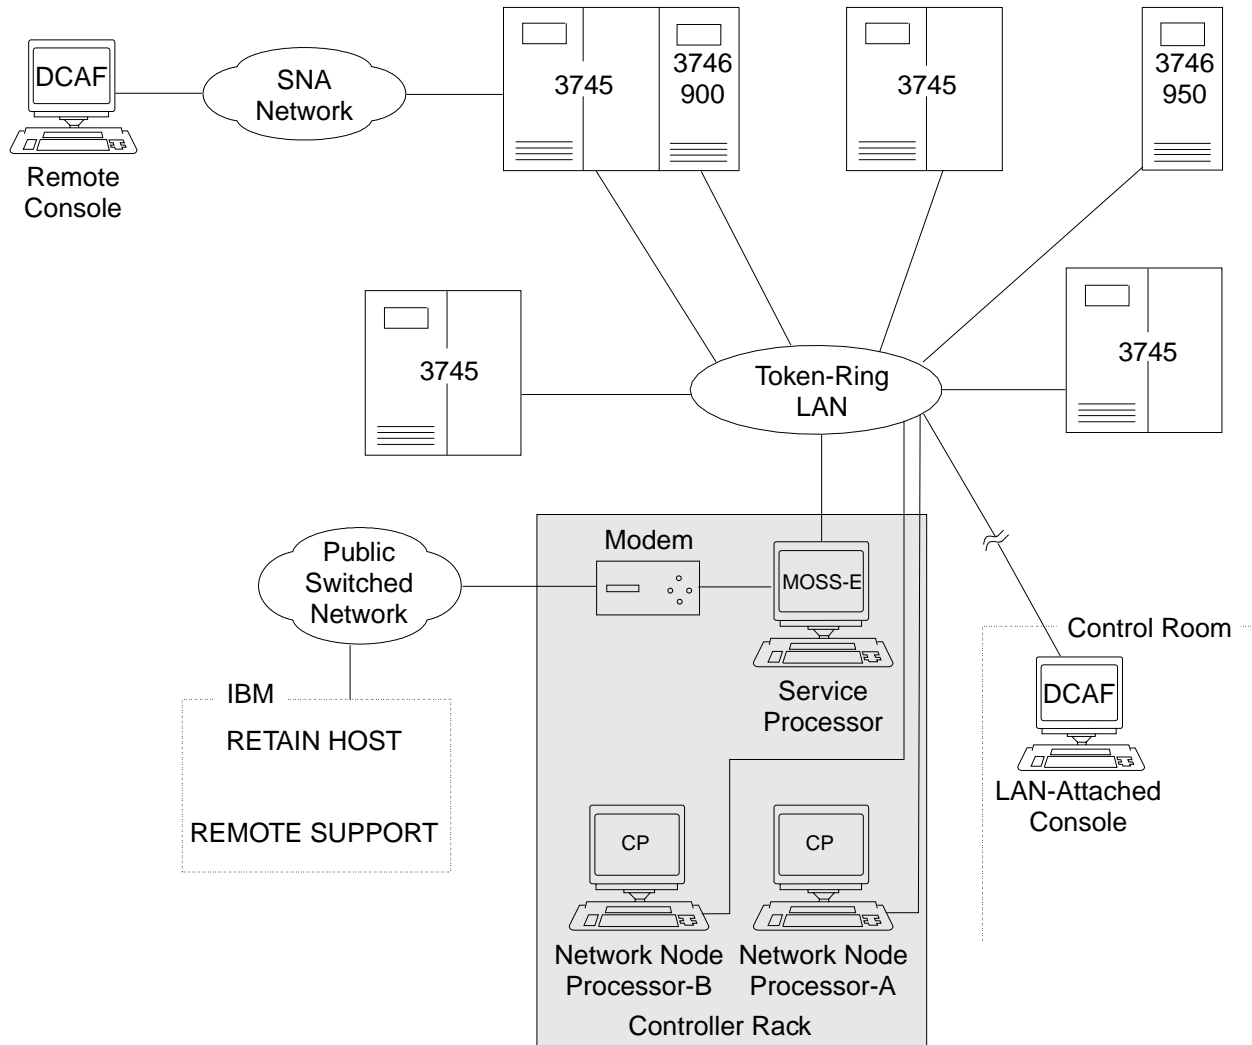 DCAF
Remote
Console
SNA
Network
3745
3746
900
3745
3746
950
3745
Token-Ring
LAN
3745
Public
Switched
Network
Modem
MOSS-E
Service
Processor
IBM
RETAIN HOST
REMOTE SUPPORT
Control Room
DCAF
LAN-Attached
Console
CP
Network Node
Processor-B
CP
Network Node
Processor-A
Controller Rack